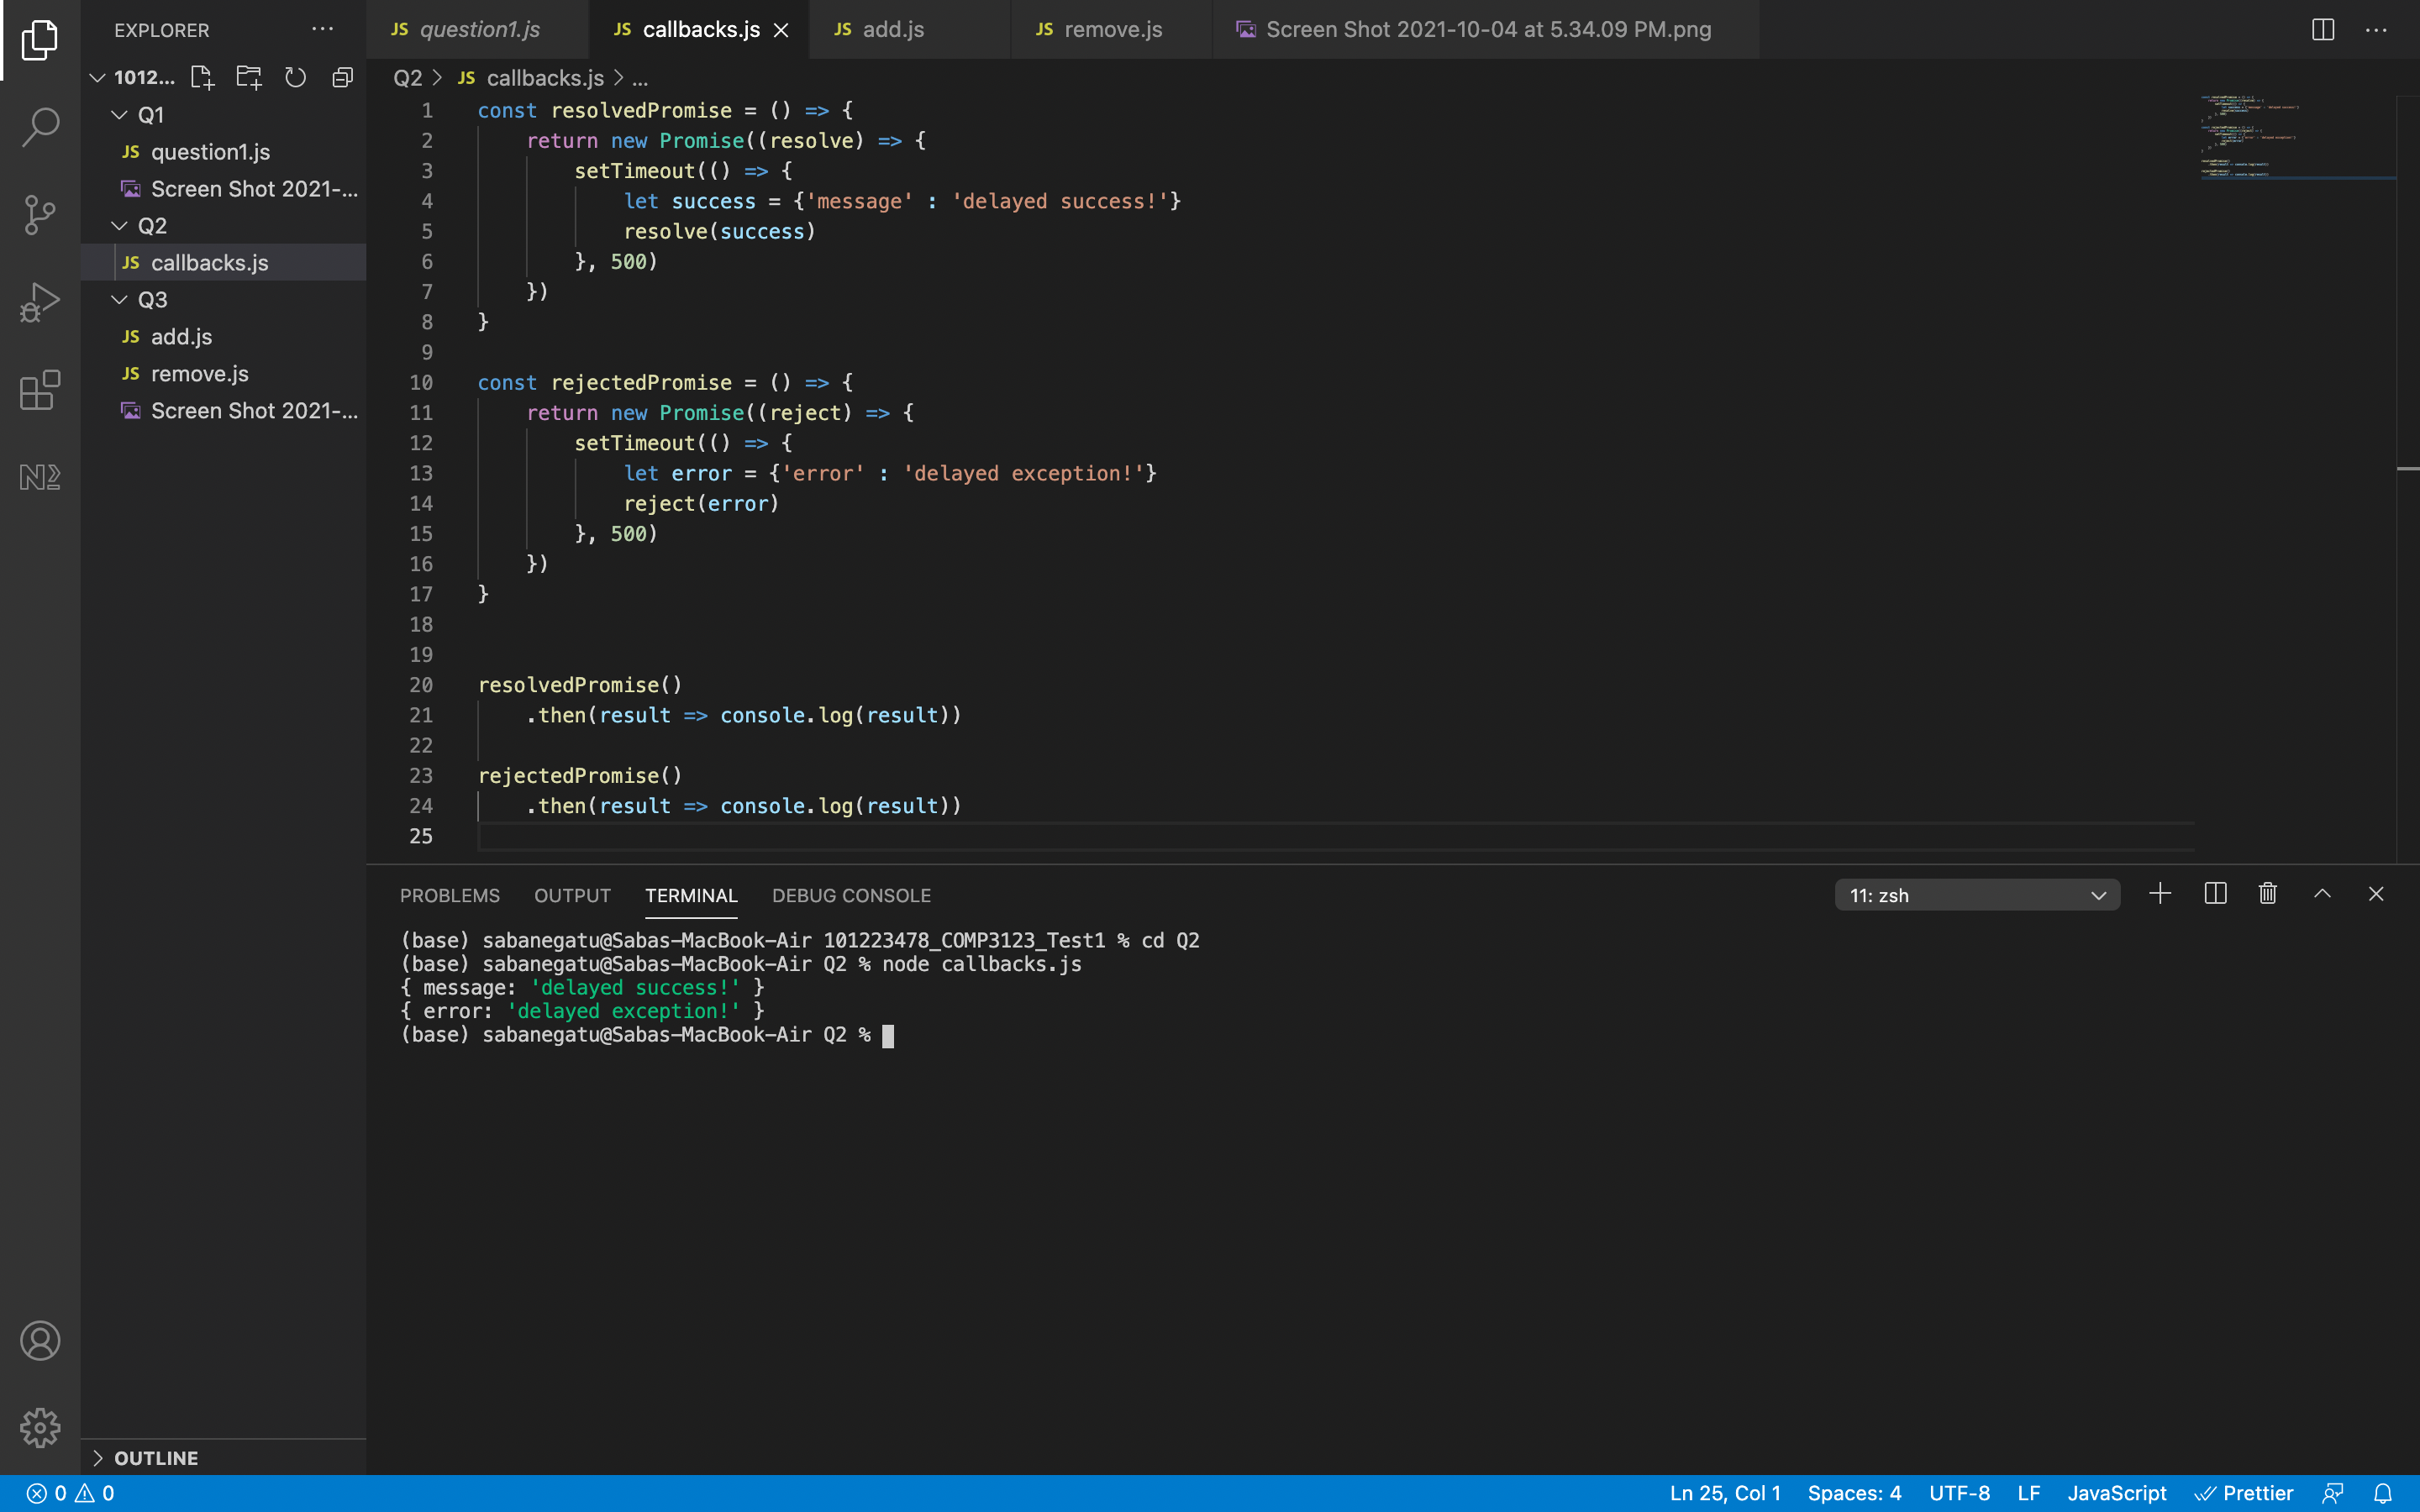 EXPLORER
1012...
Q1
JS question1.js
Screen Shot 2021-...
Q2
JS callbacks.js
Q3
JS add.js
JS remove.js
Screen Shot 2021-...
OUTLINE
JS question1.js JS callbacks.js JS add.js JS remove.js Screen Shot 2021-10-04 at 5.34.09 PM.png
Q2 > JS callbacks.js > ...
1 const resolvedPromise = () => {
2 return new Promise((resolve) => {
3 setTimeout(() => {
4 let success = {'message' : 'delayed success!'}
5 resolve(success)
6 }, 500)
7 })
8 }
9
10 const rejectedPromise = () => {
11 return new Promise((reject) => {
12 setTimeout(() => {
13 let error = {'error' : 'delayed exception!'}
14 reject(error)
15 }, 500)
16 })
17 }
18
19
20 resolvedPromise()
21 .then(result => console.log(result))
22
23 rejectedPromise()
24 .then(result => console.log(result))
25
PROBLEMS OUTPUT TERMINAL DEBUG CONSOLE 11: zsh
(base) sabanegatu@Sabas-MacBook-Air 101223478_COMP3123_Test1 % cd Q2
(base) sabanegatu@Sabas-MacBook-Air Q2 % node callbacks.js
{ message: 'delayed success!' }
{ error: 'delayed exception!' }
(base) sabanegatu@Sabas-MacBook-Air Q2 %
0 0 Ln 25, Col 1 Spaces: 4 UTF-8 LF JavaScript Prettier